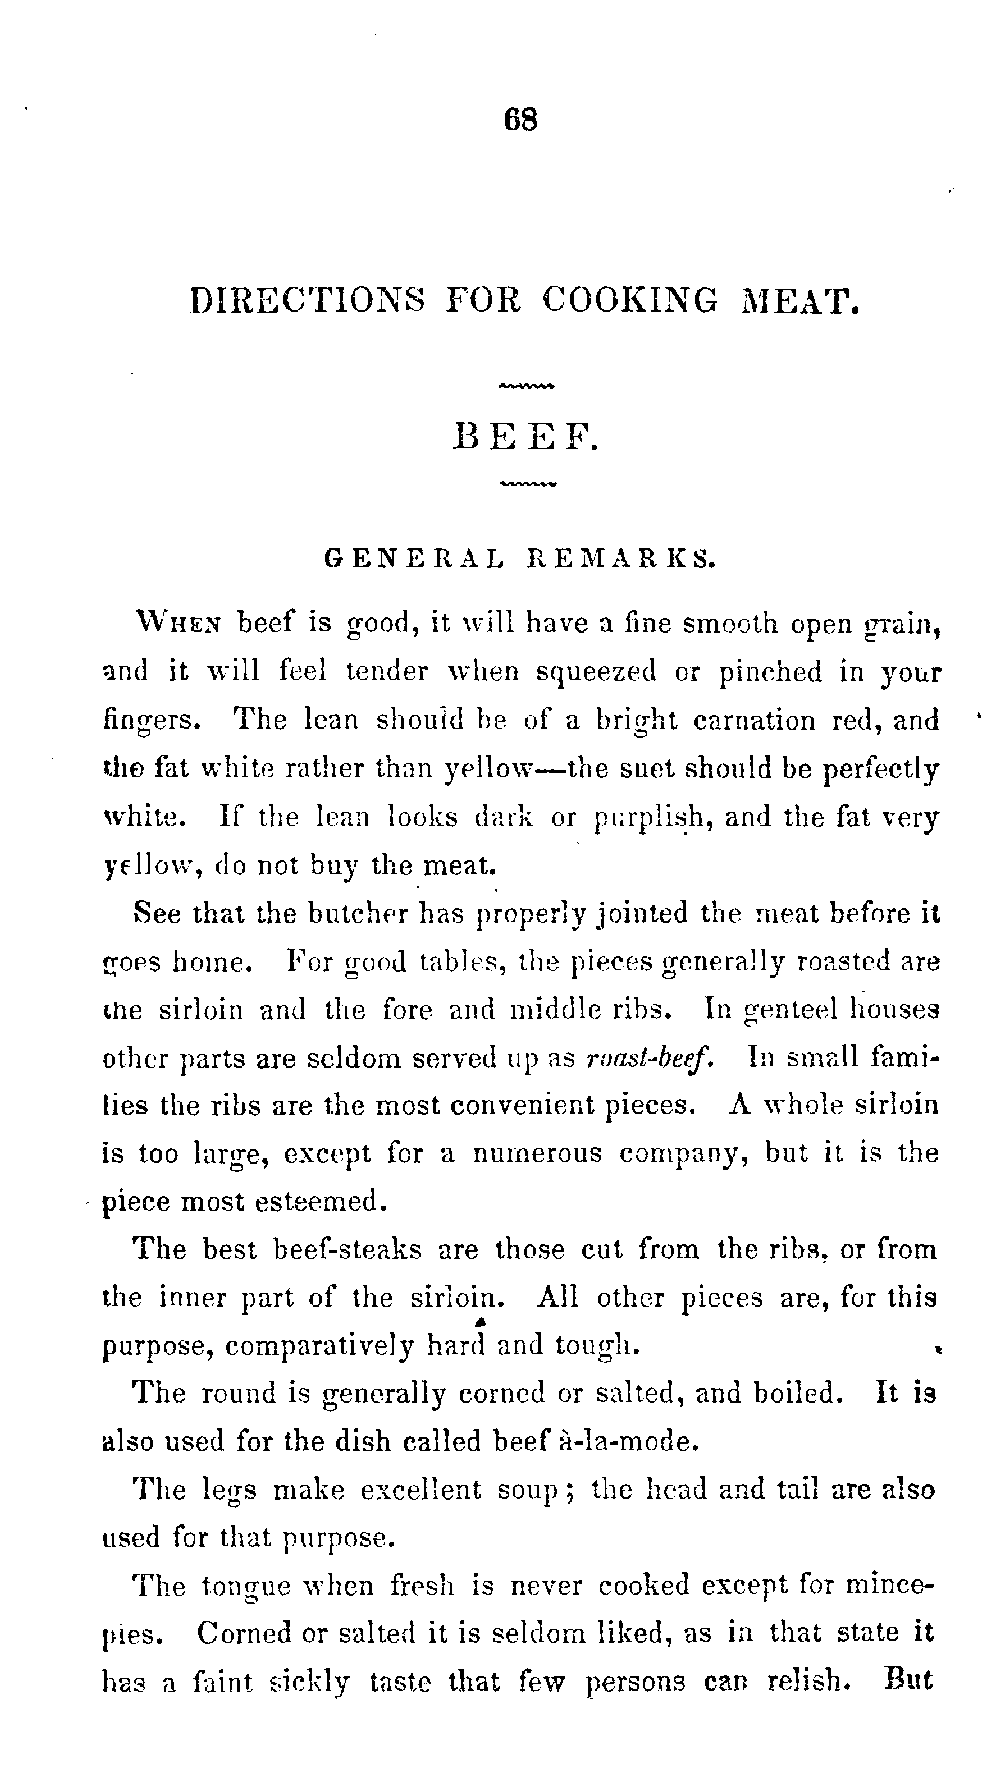 68
DIRECTIONS FOR COOKING MEAT.
BEEF.
GENERAL REMARKS.
WHEN beef is good, it will have a fine smooth open grain,
and it will feel tender when squeezed or pinched in your
fingers. The lean should be of a bright carnation red, and
the fat white rather than yellow—the suet should be perfectly
white. If the lean looks dark or purplish, and the fat very
yellow, do not buy the meat.
See that the butcher has properly jointed the meat before it
goes home. For good tables, the pieces generally roasted are
the sirloin and the fore and middle ribs. In genteel houses
other parts are seldom served up as roast-beef. In small fami-
lies the ribs are the most convenient pieces. A whole sirloin
is too large, except for a numerous company, but it is the
piece most esteemed.
The best beef-steaks are those cut from the ribs, or from
the inner part of the sirloin. All other pieces are, for this
purpose, comparatively hard and tough.
The round is generally corned or salted, and boiled. It is
also used for the dish called beef à-la-mode.
The legs make excellent soup; the head and tail are also
used for that purpose.
The tongue when fresh is never cooked except for mince-
pies. Corned or salted it is seldom liked, as in that state it
has a faint sickly taste that few persons can relish. But